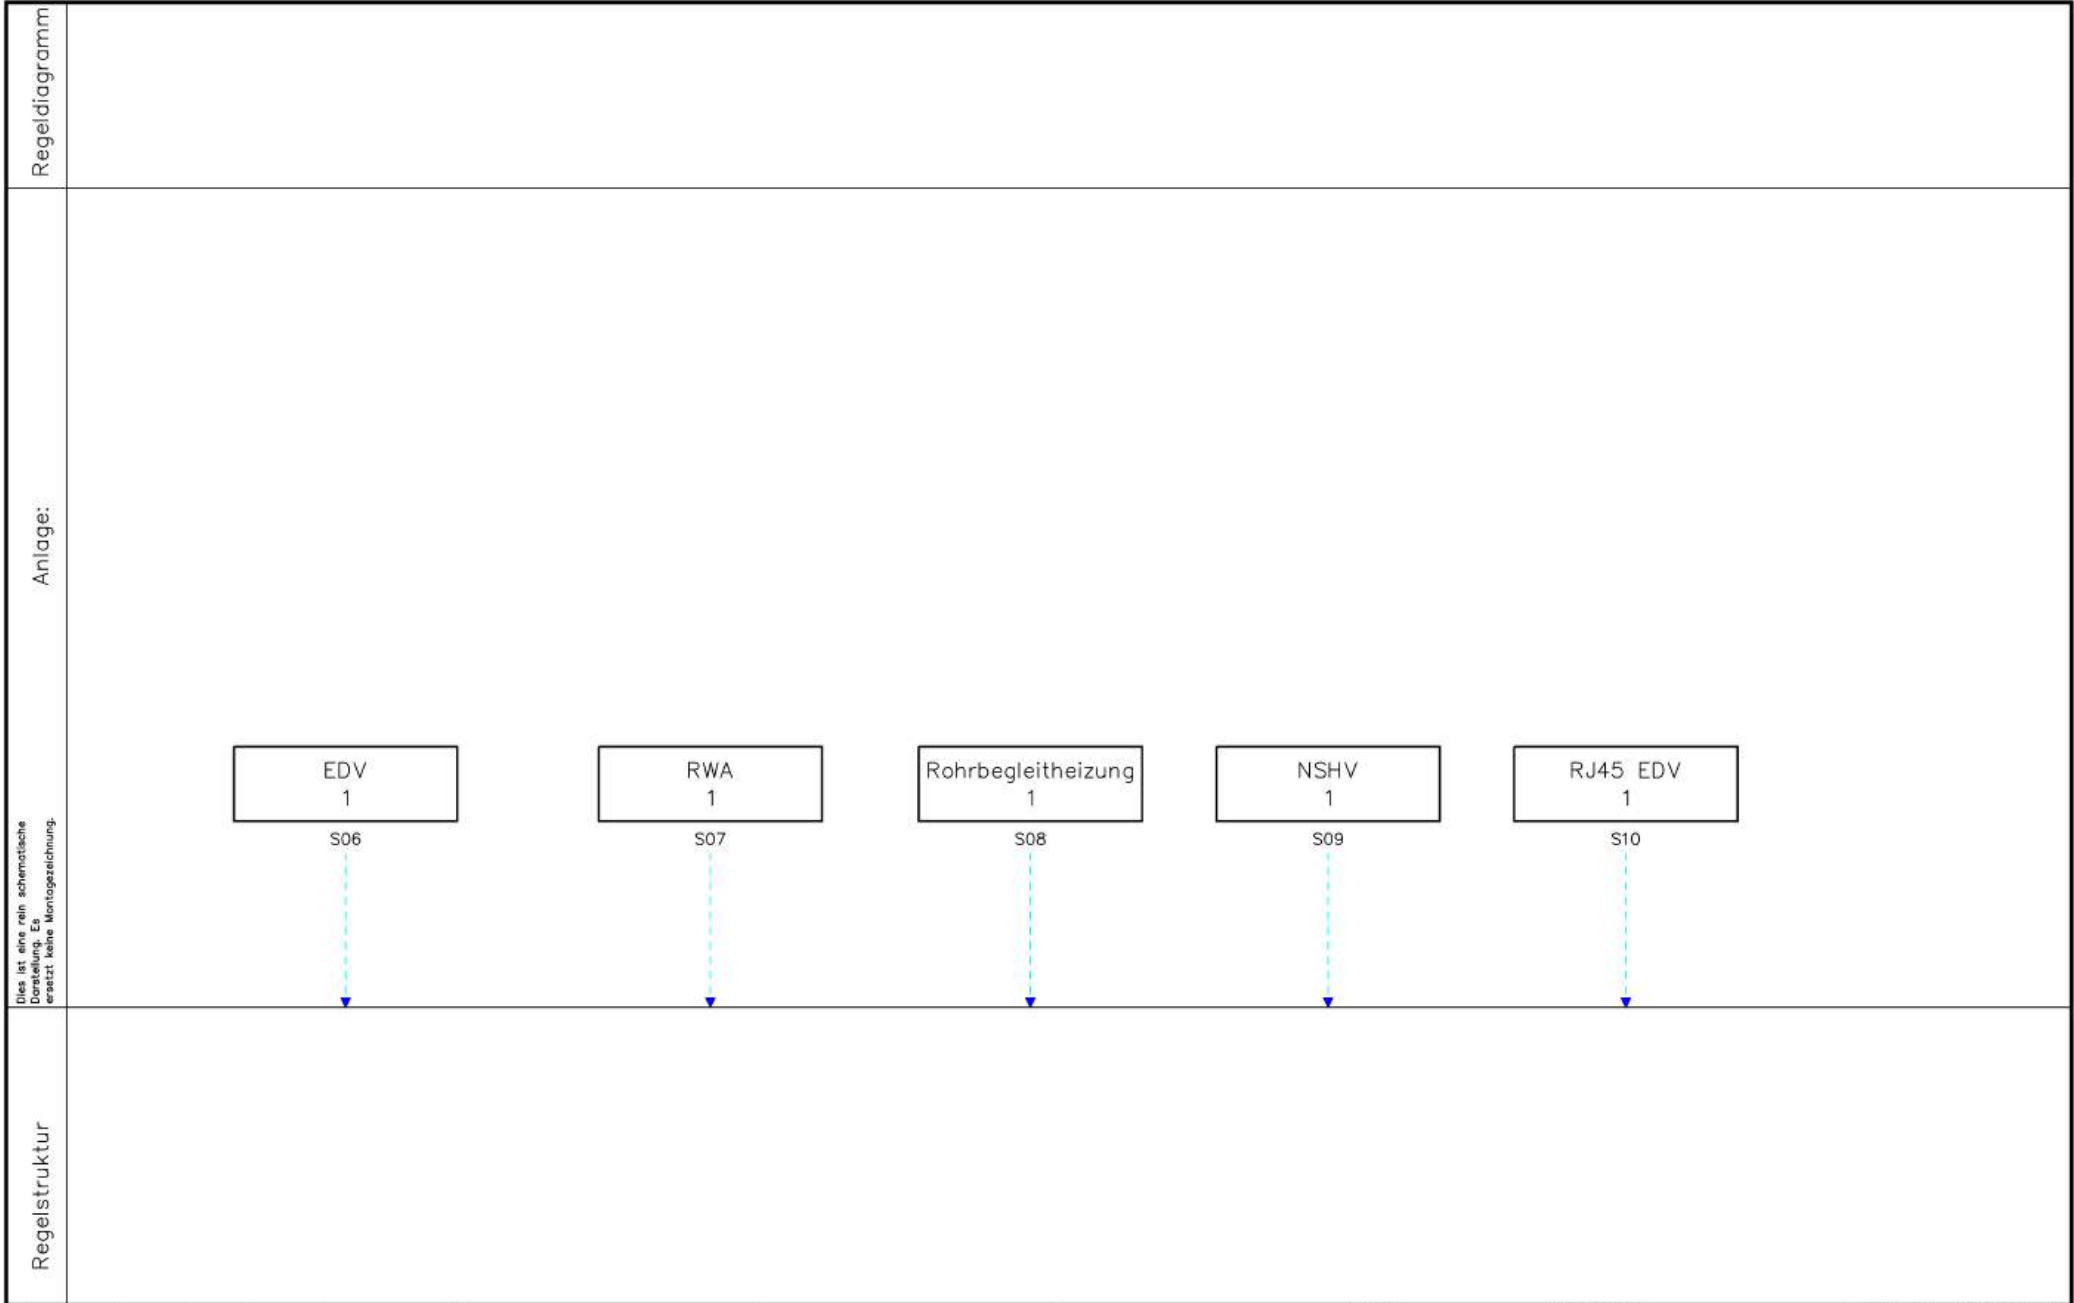 Regeldiagramm
Anlage:
EDV
1
S06
RWA
1
S07
Rohrbegleitheizung
1
S08
NSHV
1
S09
RJ45 EDV
1
S10
Dies ist eine rein schematische
Darstellung. Es
ersetzt keine Montagezeichnung.
Regelstruktur